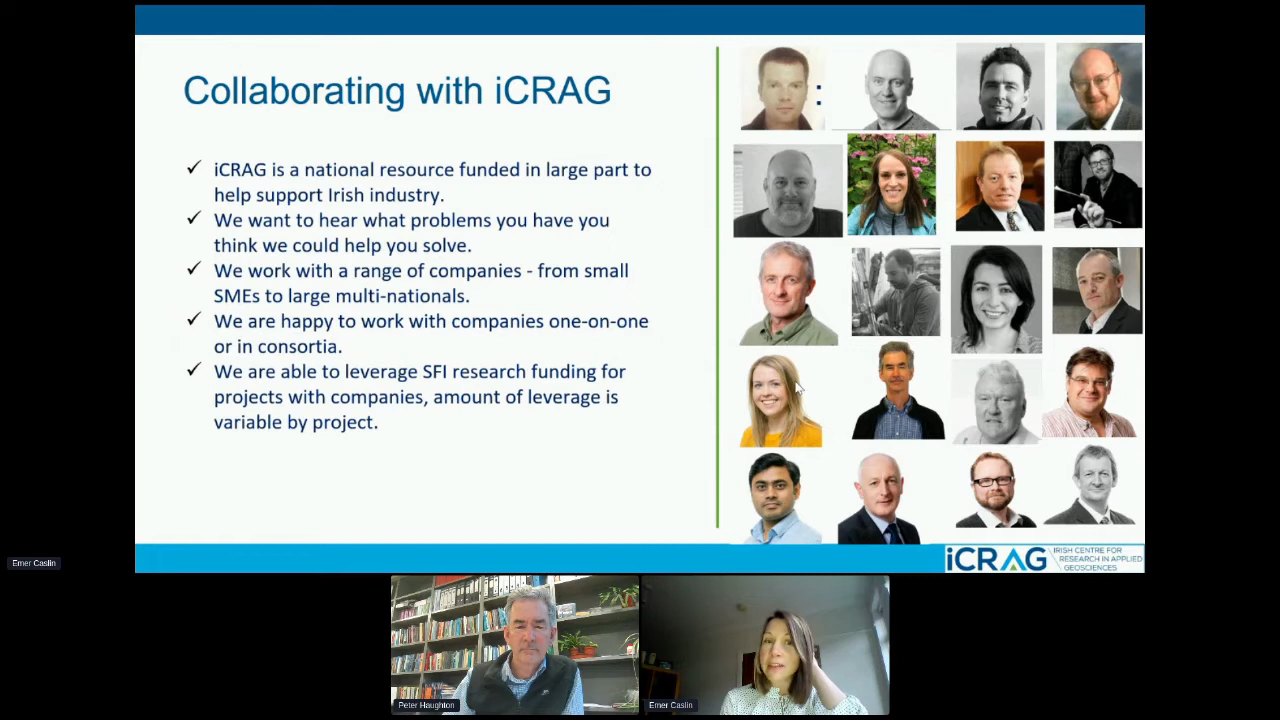 Collaborating with iCRAG
:
✓ iCRAG is a national resource funded in large part to
help support Irish industry.
✓ We want to hear what problems you have you
think we could help you solve.
✓ We work with a range of companies - from small
SMEs to large multi-nationals.
✓ We are happy to work with companies one-on-one
or in consortia.
✓ We are able to leverage SFI research funding for
projects with companies, amount of leverage is
variable by project.
iCRAG
IRISH CENTRE FOR
RESEARCH IN APPLIED
GEOSCIENCES
Emer Caslin
Peter Haughton
Emer Caslin